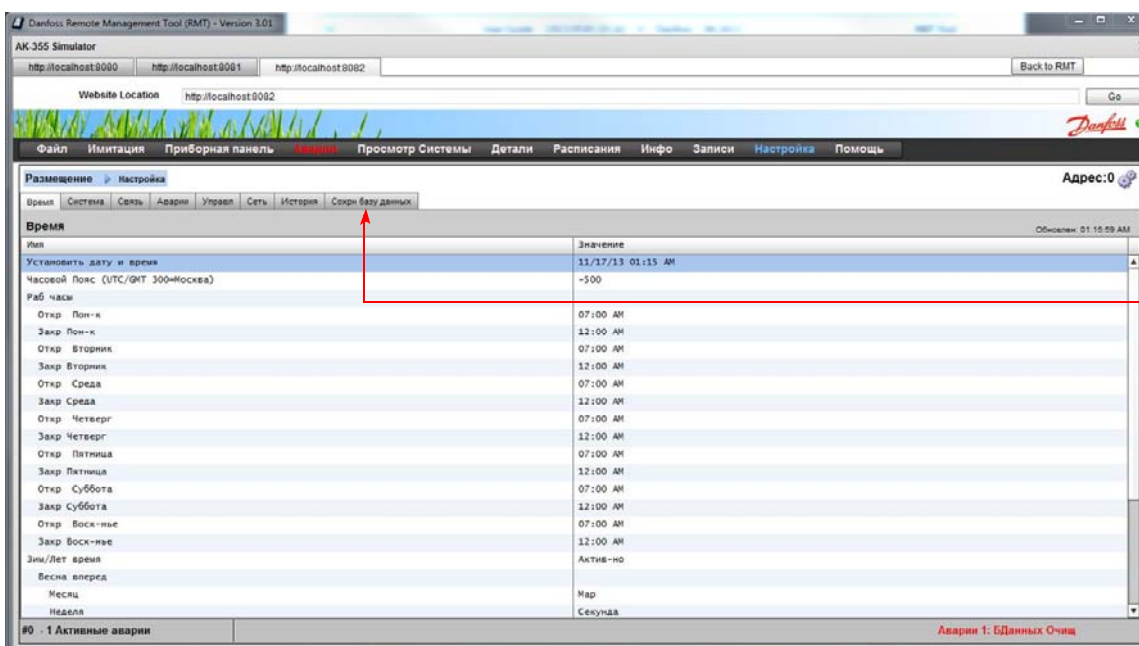 Danfoss Remote Management Tool (RMT) - Version 3.01
AK-355 Simulator
http://localhost:8080 http://localhost:8081 http://localhost:8082 Back to RMT
Website Location http://localhost:8082 Go
Danfoss
Файл Имитация Приборная панель Аварии Просмотр Системы Детали Расписания Инфо Записи Настройка Помощь
Размещение Настройка Адрес:0
Время Система Связь Аварии Управл Сеть История Сохрн базу данных
Время Обновлен: 01:15:59 AM
Имя Значение
Установить дату и время 11/17/13 01:15 AM
Часовой Пояс (UTC/GMT 300=Москва) -500
Раб часы
Откр Пон-к 07:00 AM
Закр Пон-к 12:00 AM
Откр Вторник 07:00 AM
Закр Вторник 12:00 AM
Откр Среда 07:00 AM
Закр Среда 12:00 AM
Откр Четверг 07:00 AM
Закр Четверг 12:00 AM
Откр Пятница 07:00 AM
Закр Пятница 12:00 AM
Откр Суббота 07:00 AM
Закр Суббота 12:00 AM
Откр Воск-нье 07:00 AM
Закр Воск-нье 12:00 AM
Зим/Лет время Актив-но
Весна вперед
Месяц Мар
Неделя Секунда
#0 - 1 Активные аварии Аварии 1: БДанных Очищ